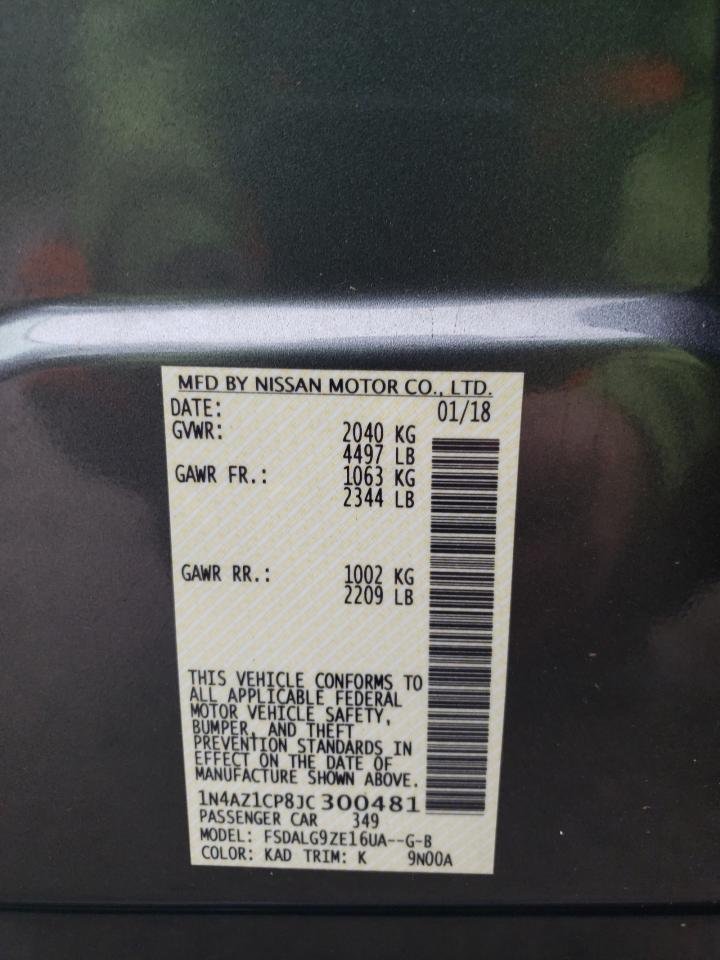 MFD BY NISSAN MOTOR CO., LTD.
DATE: 01/18
GVWR: 2040 KG
4497 LB
GAWR FR.: 1063 KG
2344 LB
GAWR RR.: 1002 KG
2209 LB
THIS VEHICLE CONFORMS TO
ALL APPLICABLE FEDERAL
MOTOR VEHICLE SAFETY,
BUMPER, AND THEFT
PREVENTION STANDARDS IN
EFFECT ON THE DATE OF
MANUFACTURE SHOWN ABOVE.
1N4AZ1CP8JC300481
PASSENGER CAR 349
MODEL: FSDALG9ZE16UA--G-B
COLOR: KAD TRIM: K 9N00A